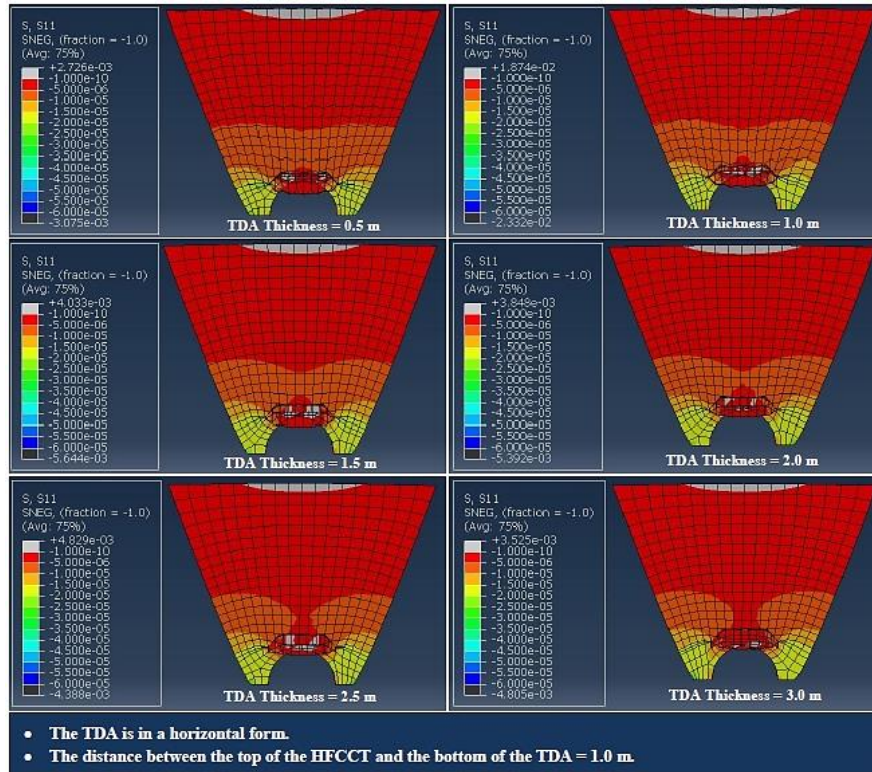 S, S11
SNEG, (fraction = -1.0)
(Avg: 75%)
+2.726e-03
-1.000e-10
-5.000e-06
-1.000e-05
-1.500e-05
-2.000e-05
-2.500e-05
-3.000e-05
-3.500e-05
-4.000e-05
-4.500e-05
-5.000e-05
-5.500e-05
-6.000e-05
-3.075e-03
TDA Thickness = 0.5 m
S, S11
SNEG, (fraction = -1.0)
(Avg: 75%)
+1.874e-02
-1.000e-10
-5.000e-06
-1.000e-05
-1.500e-05
-2.000e-05
-2.500e-05
-3.000e-05
-3.500e-05
-4.000e-05
-4.500e-05
-5.000e-05
-5.500e-05
-6.000e-05
-2.332e-02
TDA Thickness = 1.0 m
S, S11
SNEG, (fraction = -1.0)
(Avg: 75%)
+4.033e-03
-1.000e-10
-5.000e-06
-1.000e-05
-1.500e-05
-2.000e-05
-2.500e-05
-3.000e-05
-3.500e-05
-4.000e-05
-4.500e-05
-5.000e-05
-5.500e-05
-6.000e-05
-5.644e-03
TDA Thickness = 1.5 m
S, S11
SNEG, (fraction = -1.0)
(Avg: 75%)
+3.848e-03
-1.000e-10
-5.000e-06
-1.000e-05
-1.500e-05
-2.000e-05
-2.500e-05
-3.000e-05
-3.500e-05
-4.000e-05
-4.500e-05
-5.000e-05
-5.500e-05
-6.000e-05
-5.392e-03
TDA Thickness = 2.0 m
S, S11
SNEG, (fraction = -1.0)
(Avg: 75%)
+4.829e-03
-1.000e-10
-5.000e-06
-1.000e-05
-1.500e-05
-2.000e-05
-2.500e-05
-3.000e-05
-3.500e-05
-4.000e-05
-4.500e-05
-5.000e-05
-5.500e-05
-6.000e-05
-4.388e-03
TDA Thickness = 2.5 m
S, S11
SNEG, (fraction = -1.0)
(Avg: 75%)
+3.525e-03
-1.000e-10
-5.000e-06
-1.000e-05
-1.500e-05
-2.000e-05
-2.500e-05
-3.000e-05
-3.500e-05
-4.000e-05
-4.500e-05
-5.000e-05
-5.500e-05
-6.000e-05
-4.805e-03
TDA Thickness = 3.0 m
• The TDA is in a horizontal form.
• The distance between the top of the HFCCT and the bottom of the TDA = 1.0 m.